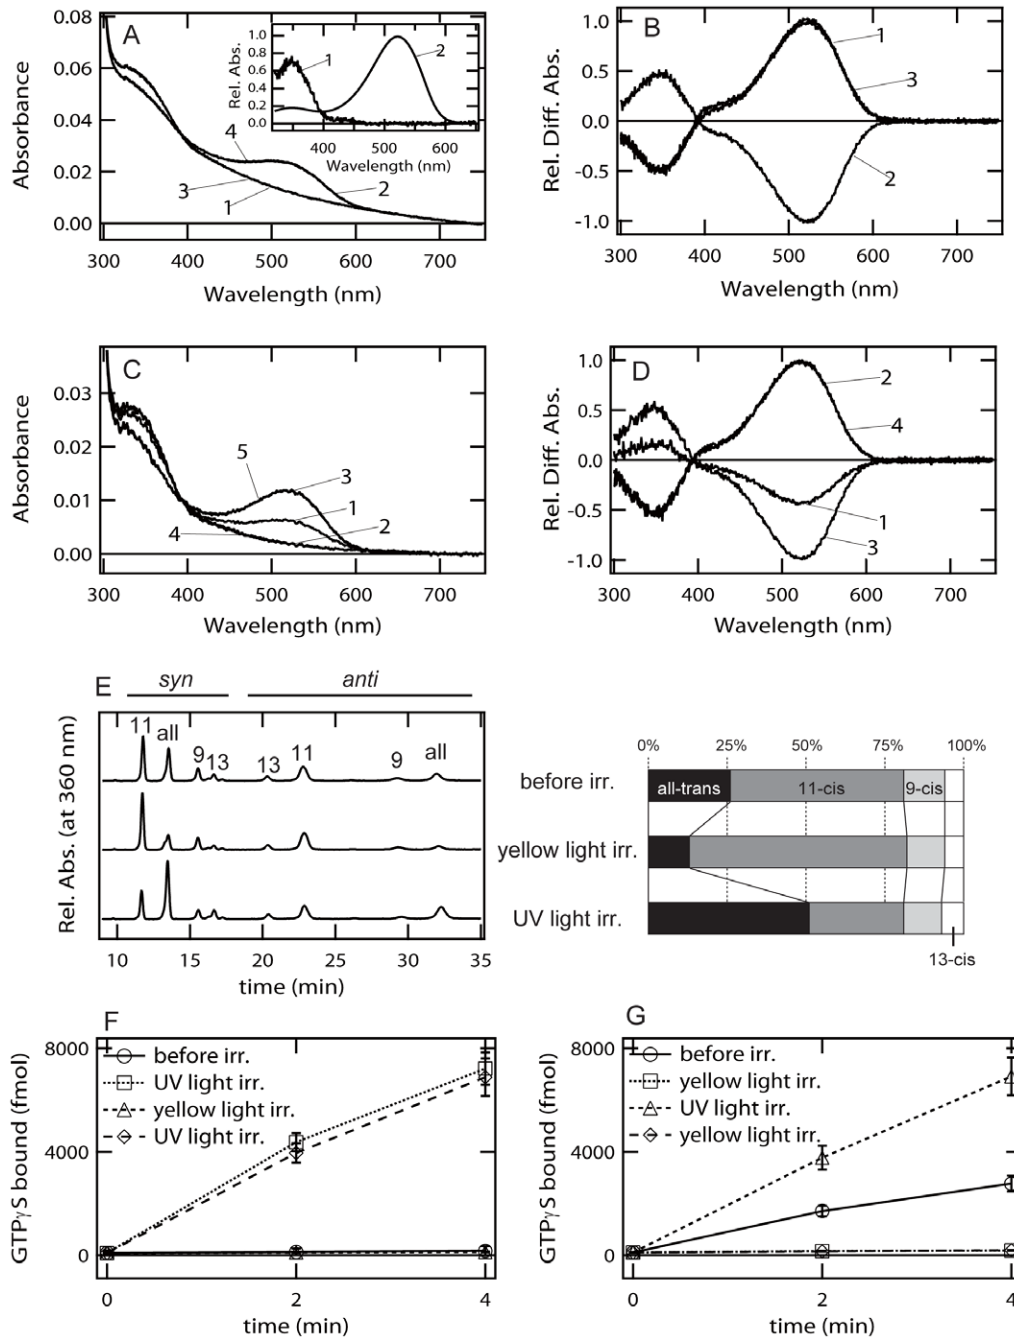 A
Absorbance
0.08
0.06
0.04
0.02
0.00
300 400 500 600 700
Wavelength (nm)
4
3
1
2
Rel. Abs.
1.0
0.8
0.6
0.4
0.2
0.0
400 500 600
Wavelength (nm)
1
2
B
Rel. Diff. Abs.
1.0
0.5
0.0
-0.5
-1.0
300 400 500 600 700
Wavelength (nm)
1
3
2
C
Absorbance
0.03
0.02
0.01
0.00
300 400 500 600 700
Wavelength (nm)
5
3
1
4
2
D
Rel. Diff. Abs.
1.0
0.5
0.0
-0.5
-1.0
300 400 500 600 700
Wavelength (nm)
2
4
1
3
E
syn anti
Rel. Abs. (at 360 nm)
11 all 9 13 13 11 9 all
10 15 20 25 30 35
time (min)
0% 25% 50% 75% 100%
before irr. all-trans 11-cis 9-cis
yellow light irr.
UV light irr.
13-cis
F
GTPγS bound (fmol)
8000
4000
0
before irr.
UV light irr.
yellow light irr.
UV light irr.
0 2 4
time (min)
G
GTPγS bound (fmol)
8000
4000
0
before irr.
yellow light irr.
UV light irr.
yellow light irr.
0 2 4
time (min)